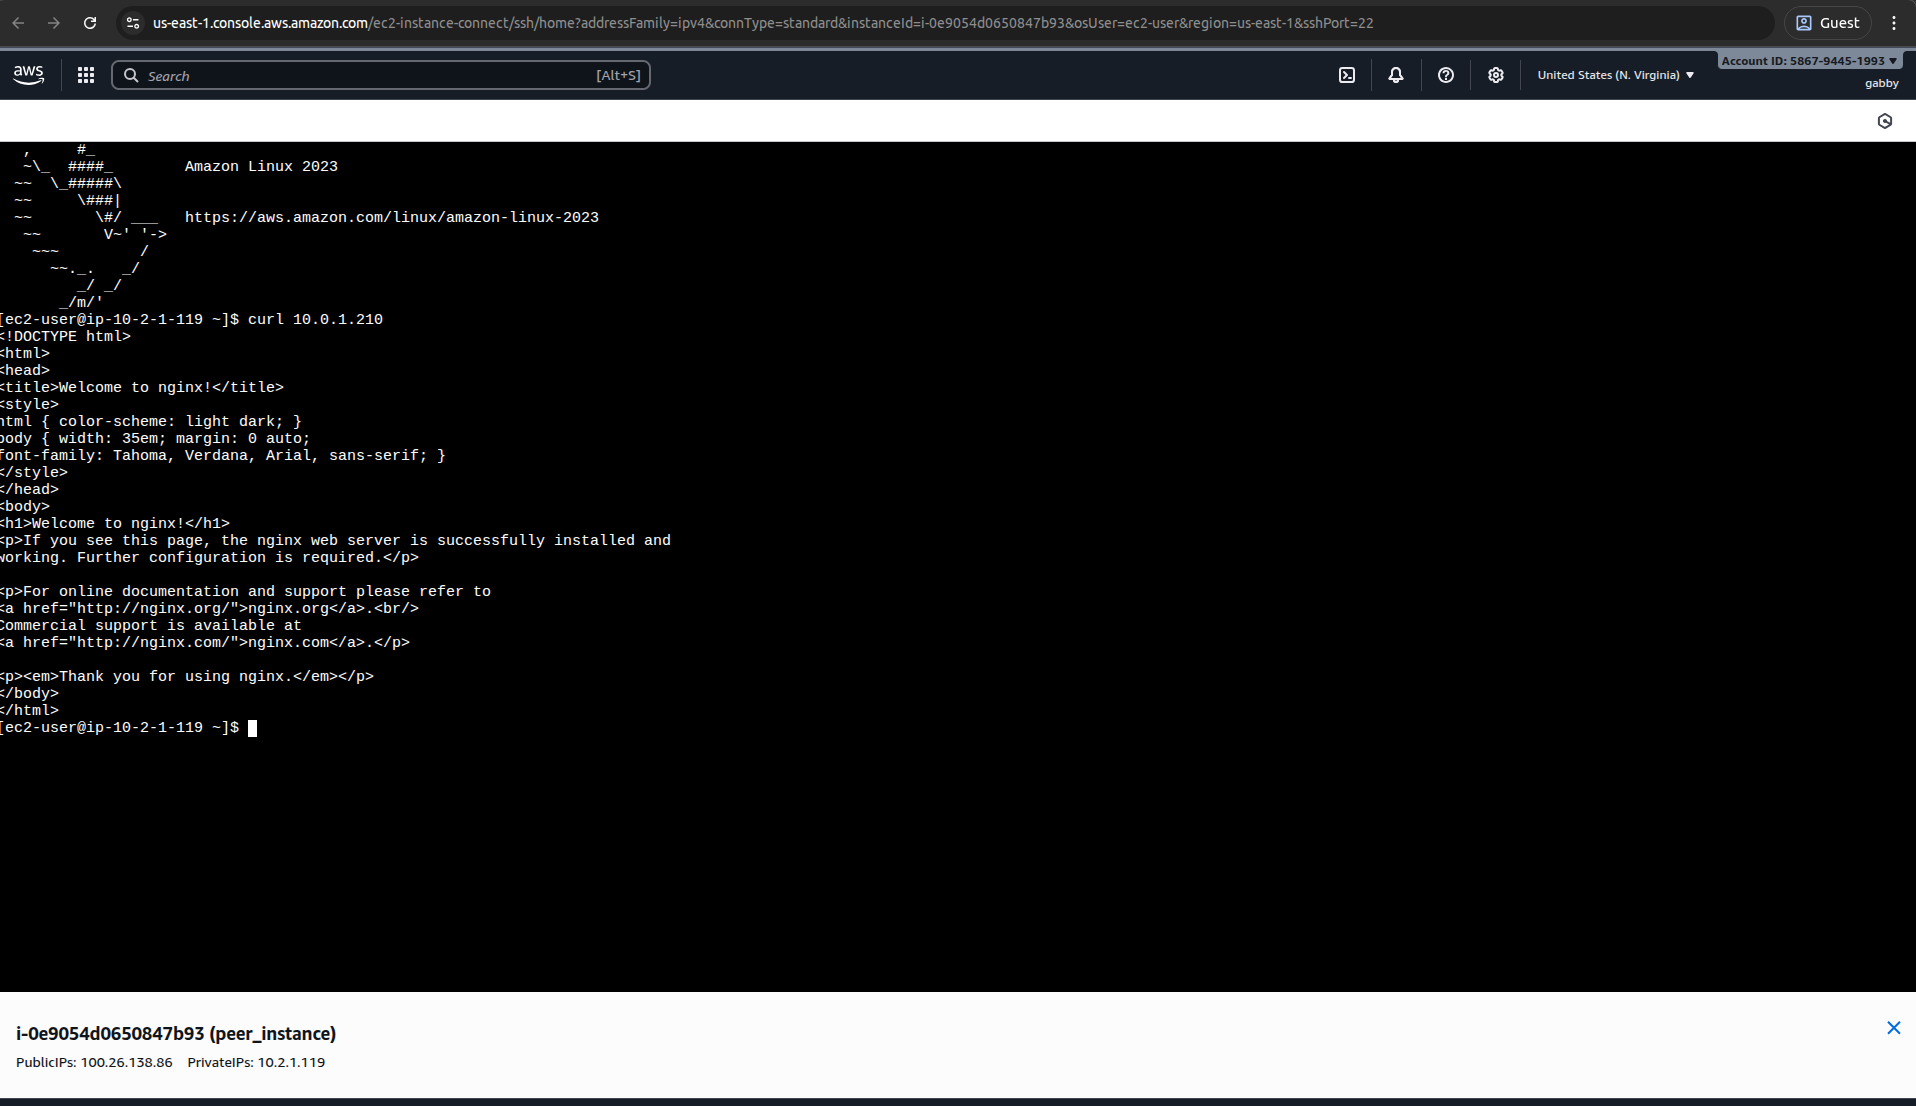 us-east-1.console.aws.amazon.com/ec2-instance-connect/ssh/home?addressFamily=ipv4&connType=standard&instanceId=i-0e9054d0650847b93&osUser=ec2-user&region=us-east-1&sshPort=22
Guest
aws
Search
[Alt+S]
United States (N. Virginia)
Account ID: 5867-9445-1993
gabby
   ,     #_
   ~\_  ####_        Amazon Linux 2023
  ~~  \_#####\
  ~~     \###|
  ~~       \#/ ___   https://aws.amazon.com/linux/amazon-linux-2023
   ~~       V~' '->
    ~~~         /
      ~~._.   _/
         _/ _/
       _/m/'
[ec2-user@ip-10-2-1-119 ~]$ curl 10.0.1.210
<!DOCTYPE html>
<html>
<head>
<title>Welcome to nginx!</title>
<style>
html { color-scheme: light dark; }
body { width: 35em; margin: 0 auto;
font-family: Tahoma, Verdana, Arial, sans-serif; }
</style>
</head>
<body>
<h1>Welcome to nginx!</h1>
<p>If you see this page, the nginx web server is successfully installed and
working. Further configuration is required.</p>

<p>For online documentation and support please refer to
<a href="http://nginx.org/">nginx.org</a>.<br/>
Commercial support is available at
<a href="http://nginx.com/">nginx.com</a>.</p>

<p><em>Thank you for using nginx.</em></p>
</body>
</html>
[ec2-user@ip-10-2-1-119 ~]$
i-0e9054d0650847b93 (peer_instance)
PublicIPs: 100.26.138.86 PrivateIPs: 10.2.1.119